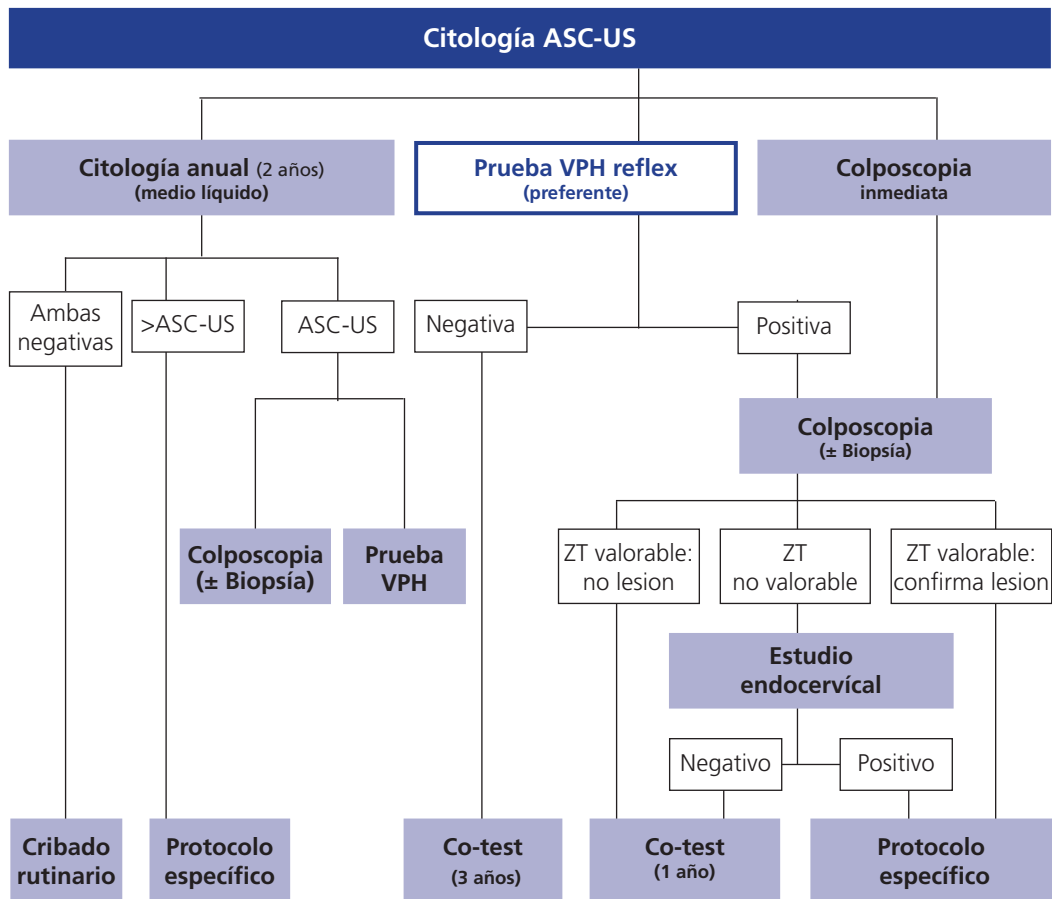 Citología ASC-US
Citología anual (2 años)
(medio líquido)
Prueba VPH reflex
(preferente)
Colposcopia
inmediata
Ambas
negativas
>ASC-US
ASC-US
Negativa
Positiva
Colposcopia
(± Biopsía)
Colposcopia
(± Biopsía)
Prueba
VPH
ZT valorable:
no lesion
ZT
no valorable
ZT valorable:
confirma lesion
Estudio
endocervícal
Negativo
Positivo
Cribado
rutinario
Protocolo
específico
Co-test
(3 años)
Co-test
(1 año)
Protocolo
específico